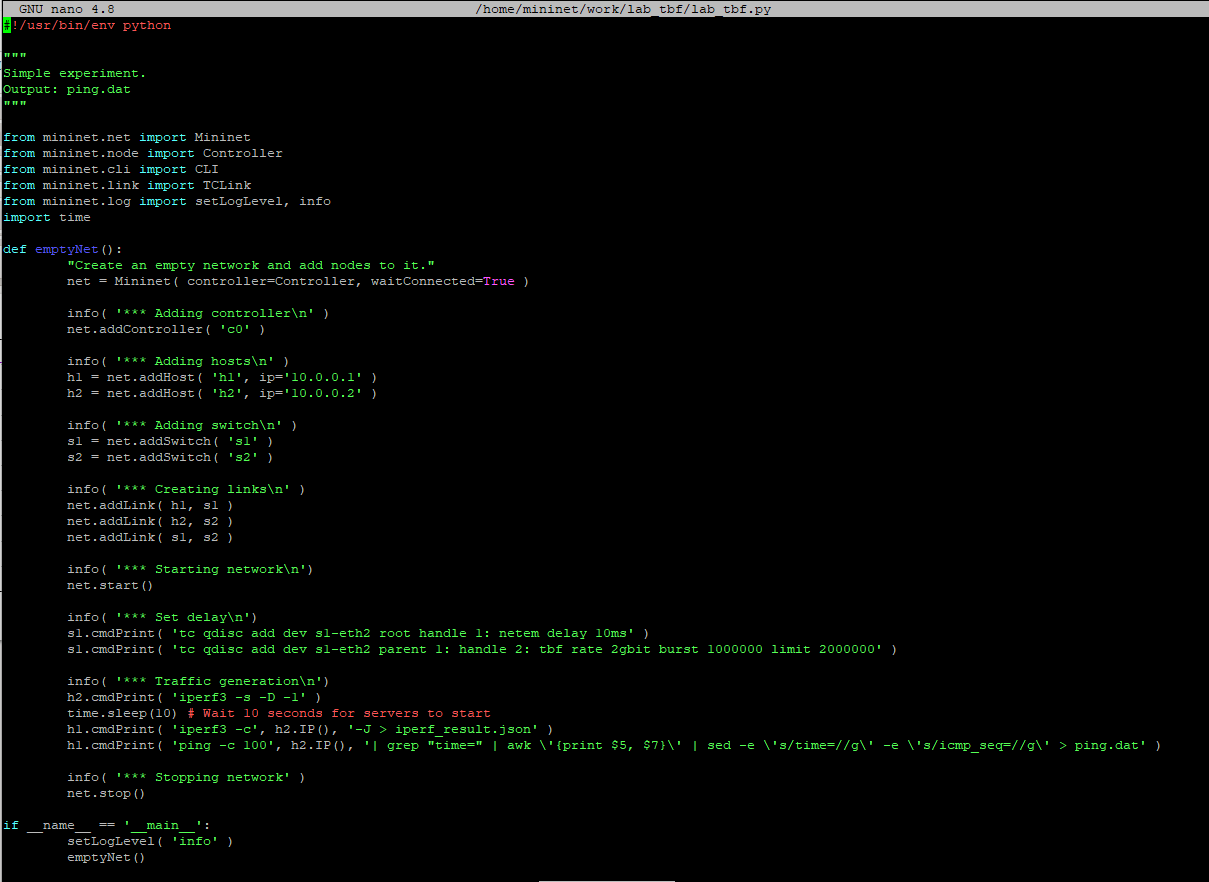 GNU nano 4.8 /home/mininet/work/lab_tbf/lab_tbf.py
#!/usr/bin/env python
"""
Simple experiment.
Output: ping.dat
"""
from mininet.net import Mininet
from mininet.node import Controller
from mininet.cli import CLI
from mininet.link import TCLink
from mininet.log import setLogLevel, info
import time
def emptyNet():
"Create an empty network and add nodes to it."
net = Mininet( controller=Controller, waitConnected=True )
info( '*** Adding controller\n' )
net.addController( 'c0' )
info( '*** Adding hosts\n' )
h1 = net.addHost( 'h1', ip='10.0.0.1' )
h2 = net.addHost( 'h2', ip='10.0.0.2' )
info( '*** Adding switch\n' )
s1 = net.addSwitch( 's1' )
s2 = net.addSwitch( 's2' )
info( '*** Creating links\n' )
net.addLink( h1, s1 )
net.addLink( h2, s2 )
net.addLink( s1, s2 )
info( '*** Starting network\n')
net.start()
info( '*** Set delay\n')
s1.cmdPrint( 'tc qdisc add dev s1-eth2 root handle 1: netem delay 10ms' )
s1.cmdPrint( 'tc qdisc add dev s1-eth2 parent 1: handle 2: tbf rate 2gbit burst 1000000 limit 2000000' )
info( '*** Traffic generation\n')
h2.cmdPrint( 'iperf3 -s -D -1' )
time.sleep(10) # Wait 10 seconds for servers to start
h1.cmdPrint( 'iperf3 -c', h2.IP(), '-J > iperf_result.json' )
h1.cmdPrint( 'ping -c 100', h2.IP(), '| grep "time=" | awk \'{print $5, $7}\' | sed -e \'s/time=//g\' -e \'s/icmp_seq=//g\' > ping.dat' )
info( '*** Stopping network' )
net.stop()
if __name__ == '__main__':
setLogLevel( 'info' )
emptyNet()